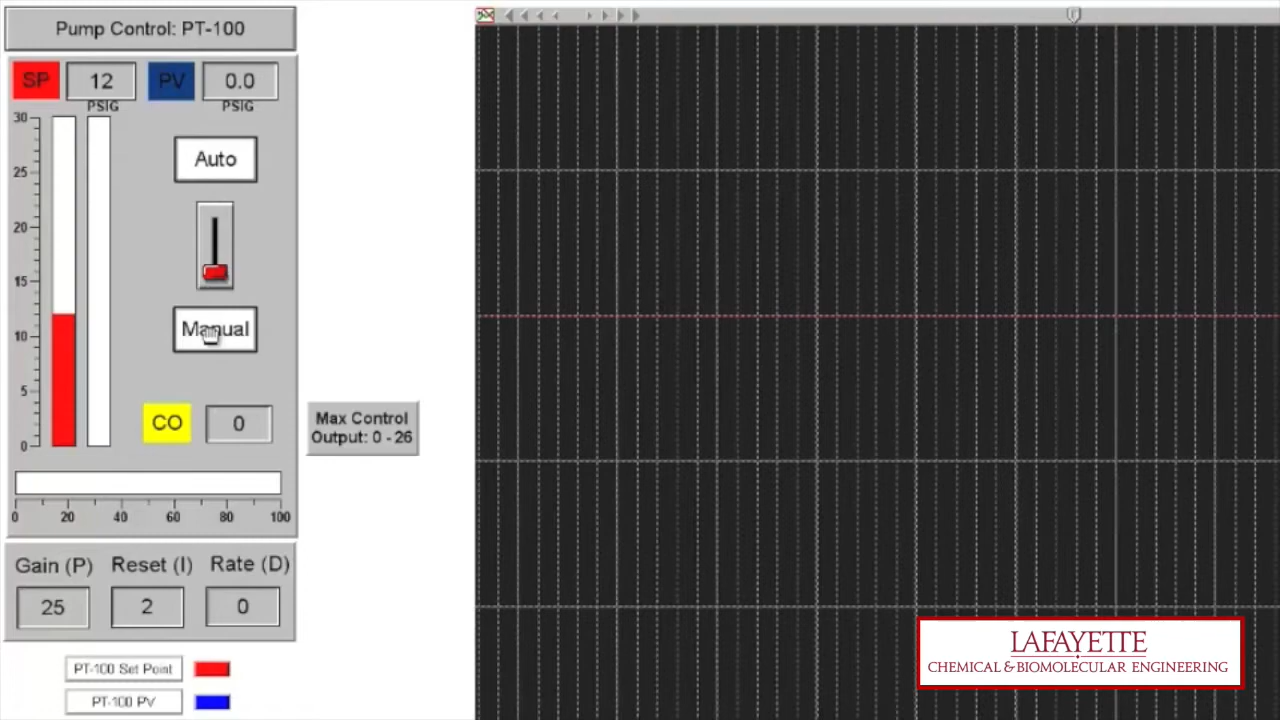 Pump Control: PT-100
SP 12 PV 0.0
PSIG PSIG
30
25
20
15
10
5
0
Auto
Manual
CO 0
Max Control
Output: 0 - 26
0 20 40 60 80 100
Gain (P) Reset (I) Rate (D)
25 2 0
PT-100 Set Point
PT-100 PV
LAFAYETTE
CHEMICAL & BIOMOLECULAR ENGINEERING